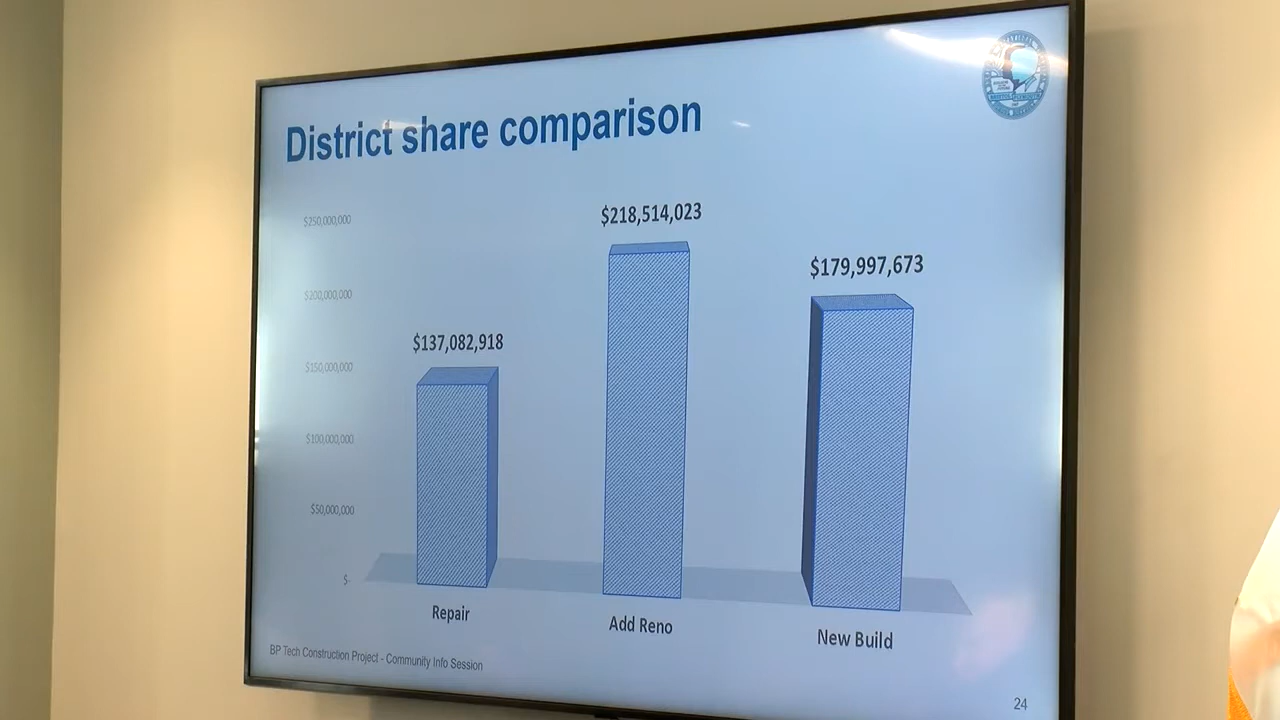 District share comparison
$250,000,000
$218,514,023
$179,997,673
$200,000,000
$137,082,918
$150,000,000
$100,000,000
$50,000,000
$-
Repair
Add Reno
New Build
BP Tech Construction Project - Community Info Session
24